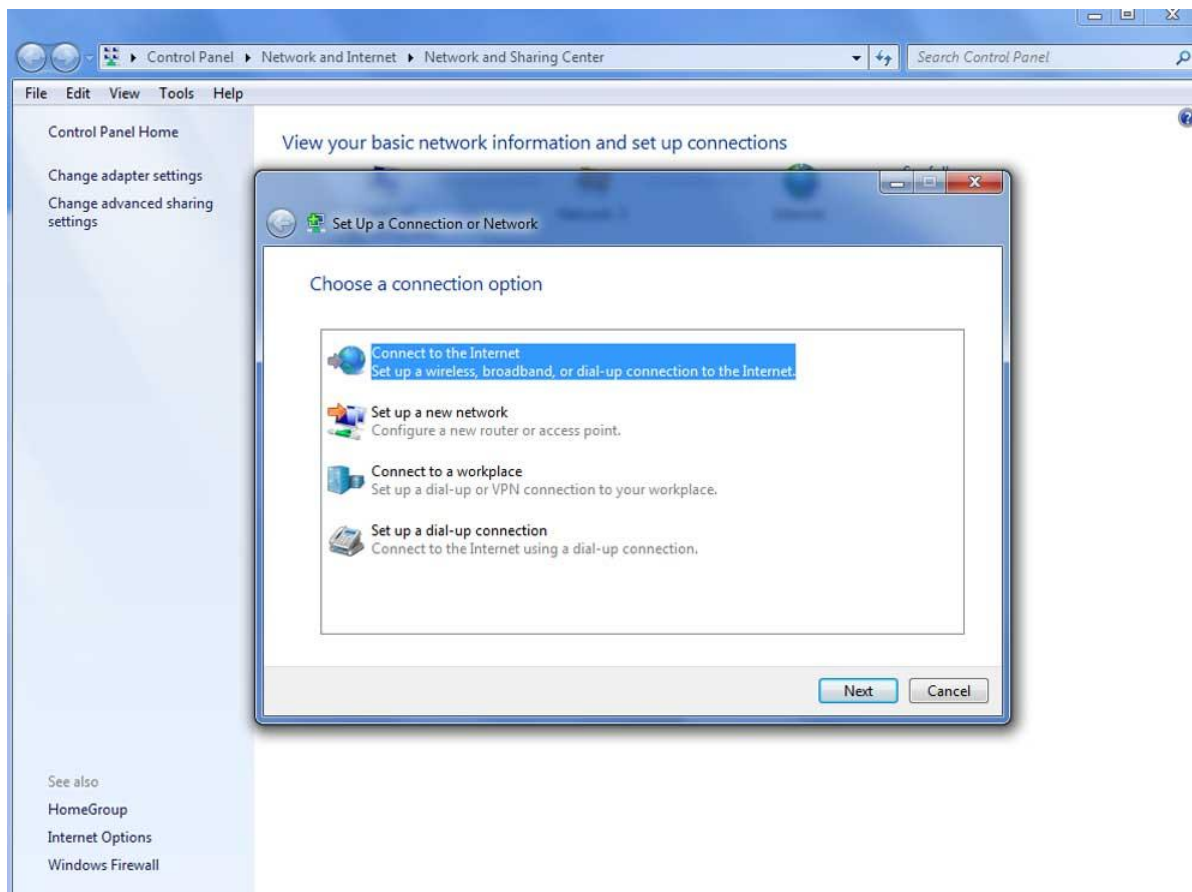 Control Panel Network and Internet Network and Sharing Center
Search Control Panel
File Edit View Tools Help
Control Panel Home
Change adapter settings
Change advanced sharing
settings
View your basic network information and set up connections
Set Up a Connection or Network
Choose a connection option
Connect to the Internet
Set up a wireless, broadband, or dial-up connection to the Internet.
Set up a new network
Configure a new router or access point.
Connect to a workplace
Set up a dial-up or VPN connection to your workplace.
Set up a dial-up connection
Connect to the Internet using a dial-up connection.
Next Cancel
See also
HomeGroup
Internet Options
Windows Firewall